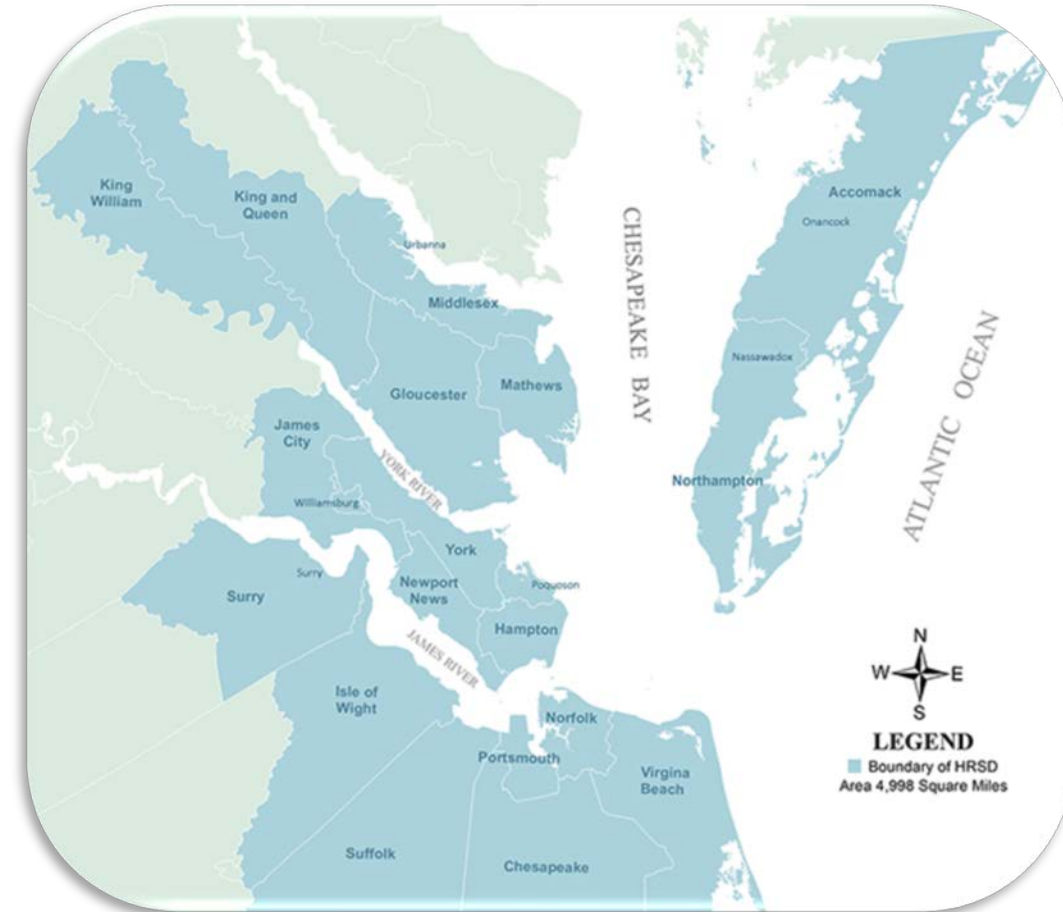 King
William
King and
Queen
Urbanna
Middlesex
Gloucester
Mathews
James
City
YORK RIVER
Williamsburg
York
Surry
Surry
Newport
News
Poquoson
Hampton
JAMES RIVER
Isle of
Wight
Norfolk
Portsmouth
Virgina
Beach
Suffolk
Chesapeake
CHESAPEAKE BAY
Accomack
Onancock
Nassawadox
Northampton
ATLANTIC OCEAN
N
W E
S
LEGEND
Boundary of HRSD
Area 4,998 Square Miles